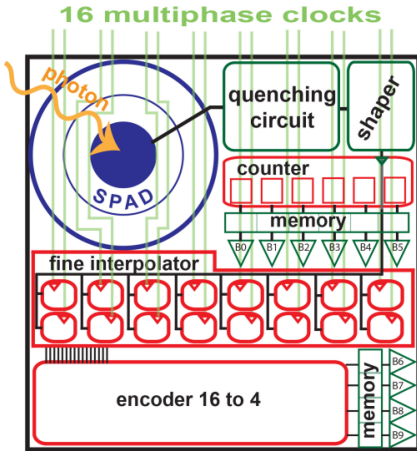 16 multiphase clocks
photon
SPAD
quenching
circuit
shaper
counter
memory
B0 B1 B2 B3 B4 B5
fine interpolator
encoder 16 to 4
memory
B6
B7
B8
B9